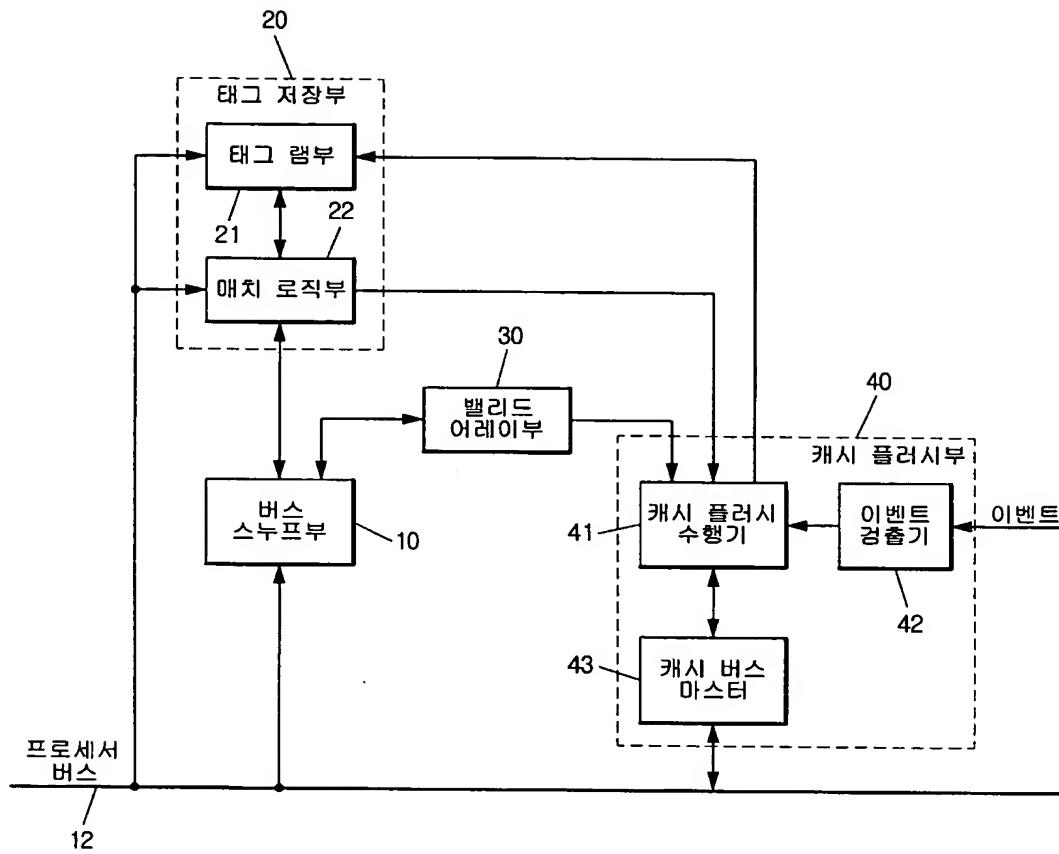 20
태그 저장부
태그 램부
21
22
매치 로직부
30
밸리드
어레이부
40
캐시 플러시부
버스
스누프부
10
41
캐시 플러시
수행기
이벤트
검출기
이벤트
42
43
캐시 버스
마스터
프로세서
버스
12